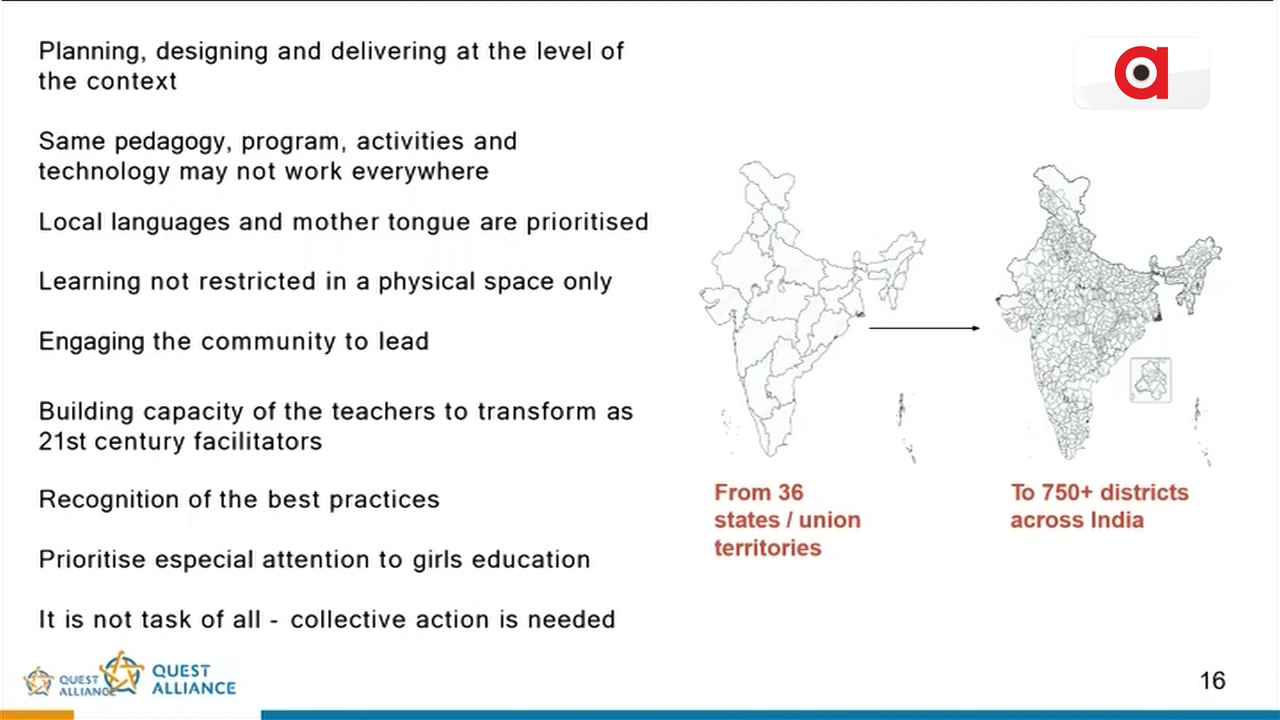 Planning, designing and delivering at the level of
the context
Same pedagogy, program, activities and
technology may not work everywhere
Local languages and mother tongue are prioritised
Learning not restricted in a physical space only
Engaging the community to lead
Building capacity of the teachers to transform as
21st century facilitators
Recognition of the best practices
Prioritise especial attention to girls education
It is not task of all - collective action is needed
a
From 36
states / union
territories
To 750+ districts
across India
QUEST
ALLIANCE
QUEST
ALLIANCE
16